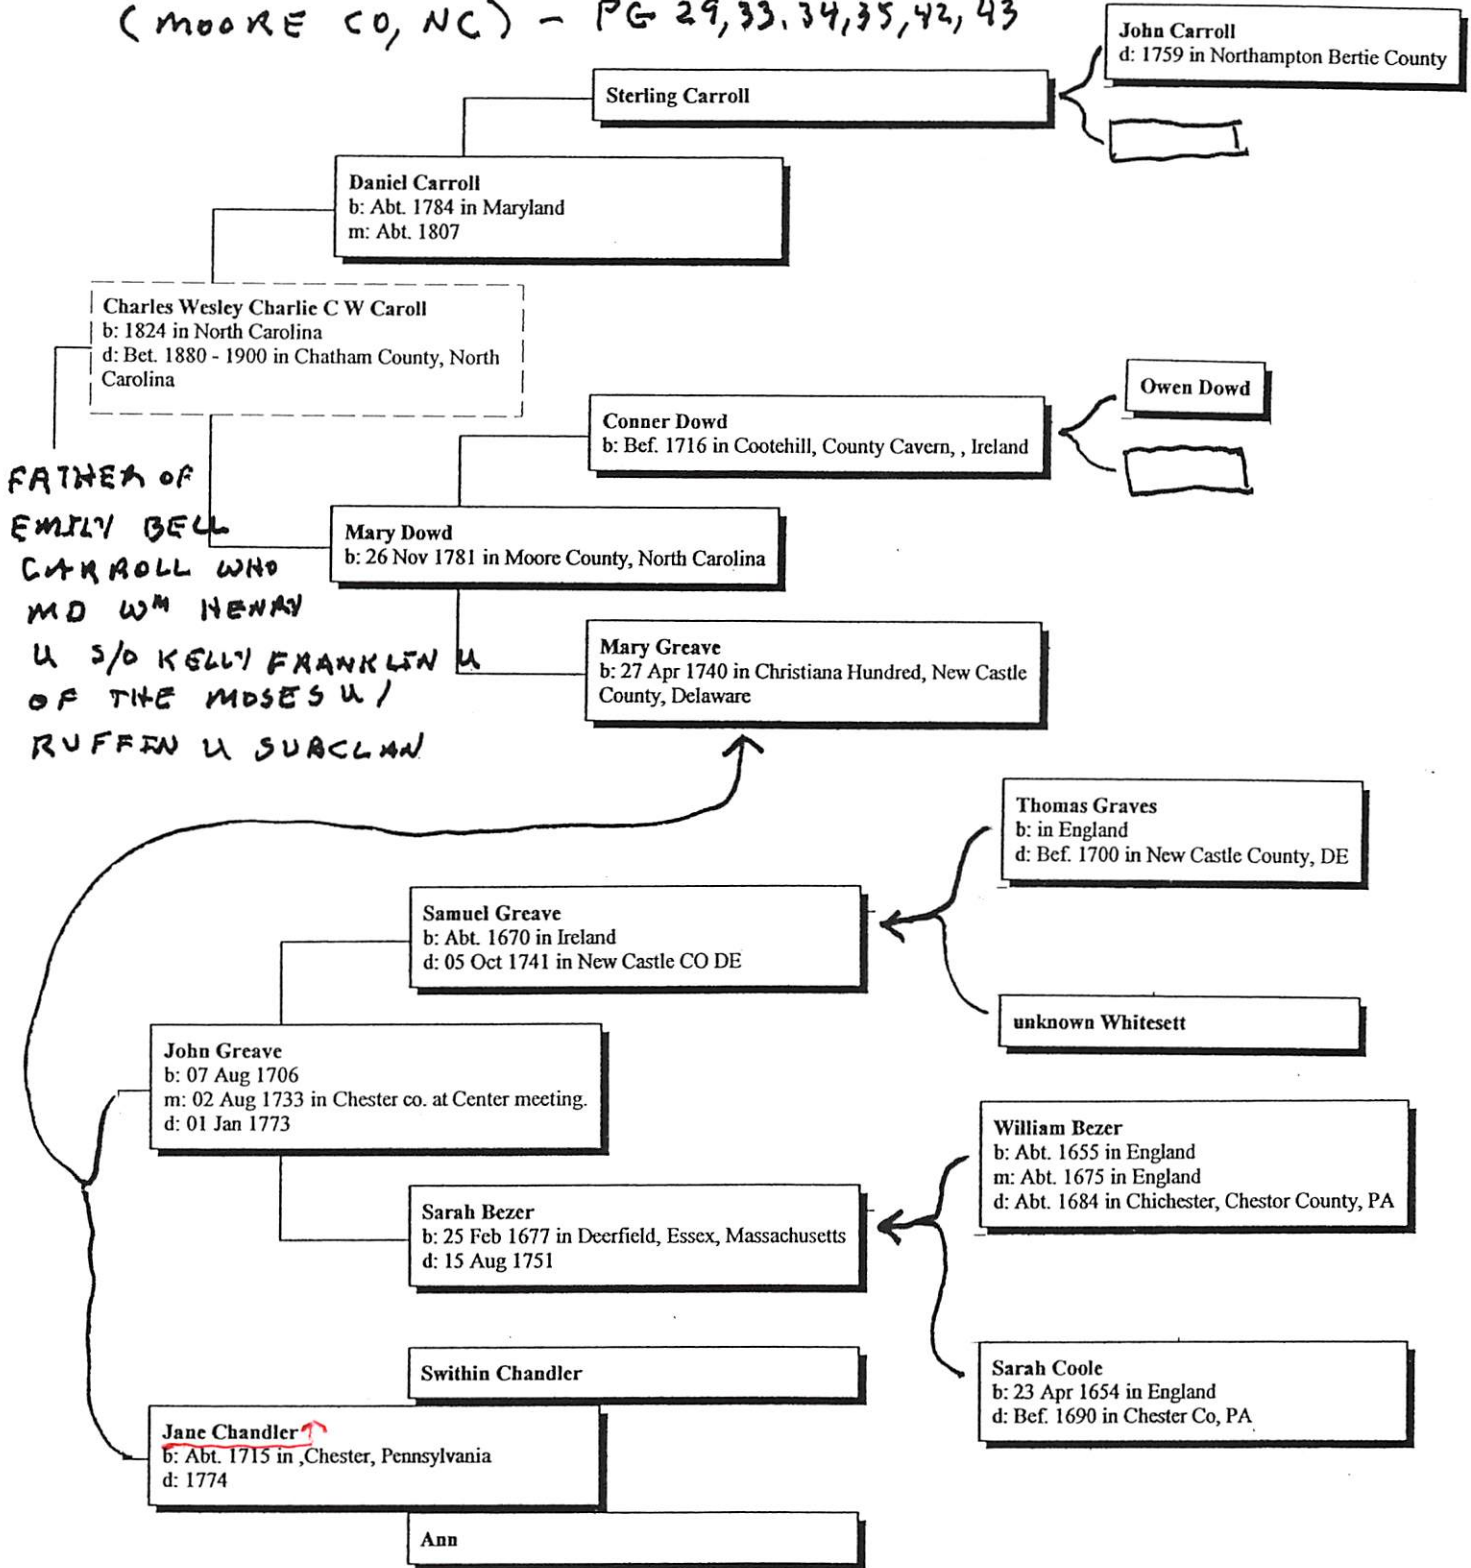 (MOORE CO, NC) - PG 29,33,34,35,42,43
John Carroll
d: 1759 in Northampton Bertie County
Sterling Carroll
Daniel Carroll
b: Abt. 1784 in Maryland
m: Abt. 1807
Charles Wesley Charlie C W Caroll
b: 1824 in North Carolina
d: Bet. 1880 - 1900 in Chatham County, North
Carolina
Owen Dowd
Conner Dowd
b: Bef. 1716 in Cootehill, County Cavern, , Ireland
Mary Dowd
b: 26 Nov 1781 in Moore County, North Carolina
Mary Greave
b: 27 Apr 1740 in Christiana Hundred, New Castle
County, Delaware
FATHER OF
EMILY BELL
CARROLL WHO
MD WM HENRY
U S/O KELLY FRANKLIN U
OF THE MOSES U/
RUFFIN U SUBCLAN
Thomas Graves
b: in England
d: Bef. 1700 in New Castle County, DE
Samuel Greave
b: Abt. 1670 in Ireland
d: 05 Oct 1741 in New Castle CO DE
unknown Whitesett
John Greave
b: 07 Aug 1706
m: 02 Aug 1733 in Chester co. at Center meeting.
d: 01 Jan 1773
William Bezer
b: Abt. 1655 in England
m: Abt. 1675 in England
d: Abt. 1684 in Chichester, Chestor County, PA
Sarah Bezer
b: 25 Feb 1677 in Deerfield, Essex, Massachusetts
d: 15 Aug 1751
Sarah Coole
b: 23 Apr 1654 in England
d: Bef. 1690 in Chester Co, PA
Swithin Chandler
Jane Chandler
b: Abt. 1715 in ,Chester, Pennsylvania
d: 1774
Ann